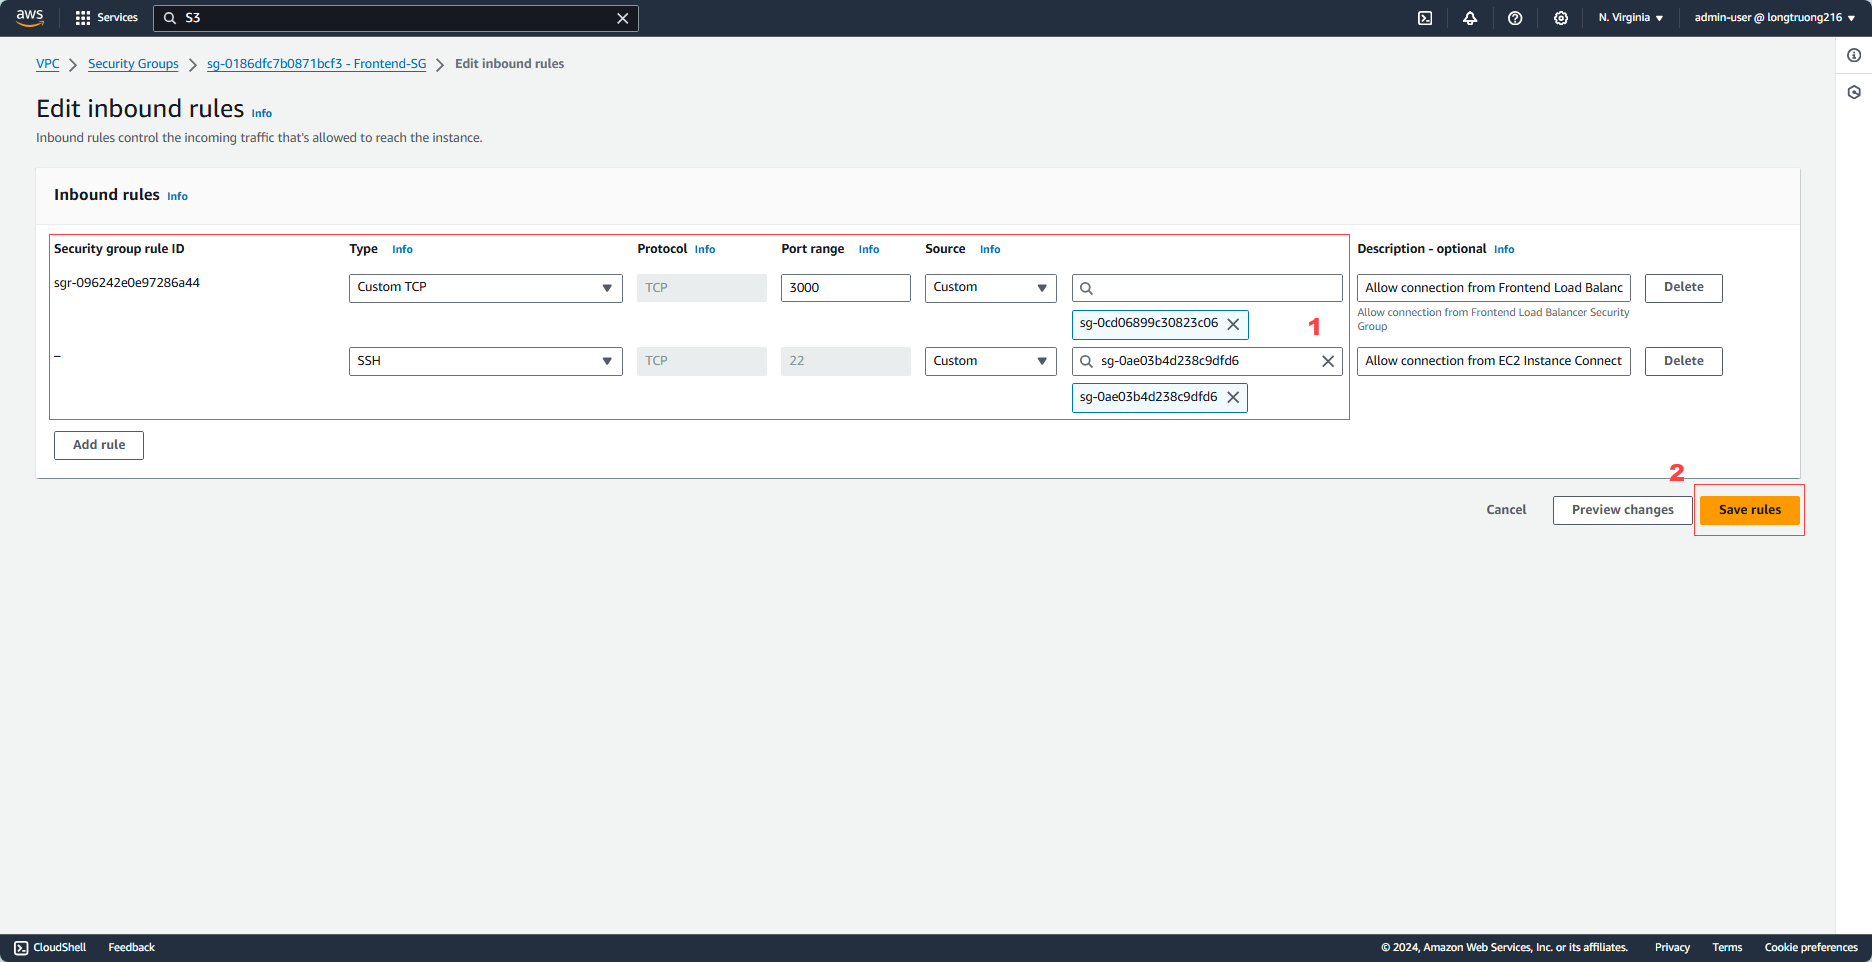 aws Services S3 N. Virginia admin-user @ longtruong216
VPC Security Groups sg-0186dfc7b0871bcf3 - Frontend-SG Edit inbound rules
Edit inbound rules Info
Inbound rules control the incoming traffic that's allowed to reach the instance.
Inbound rules Info
Security group rule ID Type Info Protocol Info Port range Info Source Info Description - optional Info
sgr-096242e0e97286a44 Custom TCP TCP 3000 Custom Allow connection from Frontend Load Balanc Delete
sg-0cd06899c30823c06 1 Allow connection from Frontend Load Balancer Security
Group
– SSH TCP 22 Custom sg-0ae03b4d238c9dfd6 Allow connection from EC2 Instance Connect Delete
sg-0ae03b4d238c9dfd6
Add rule
2
Cancel Preview changes Save rules
CloudShell Feedback © 2024, Amazon Web Services, Inc. or its affiliates. Privacy Terms Cookie preferences